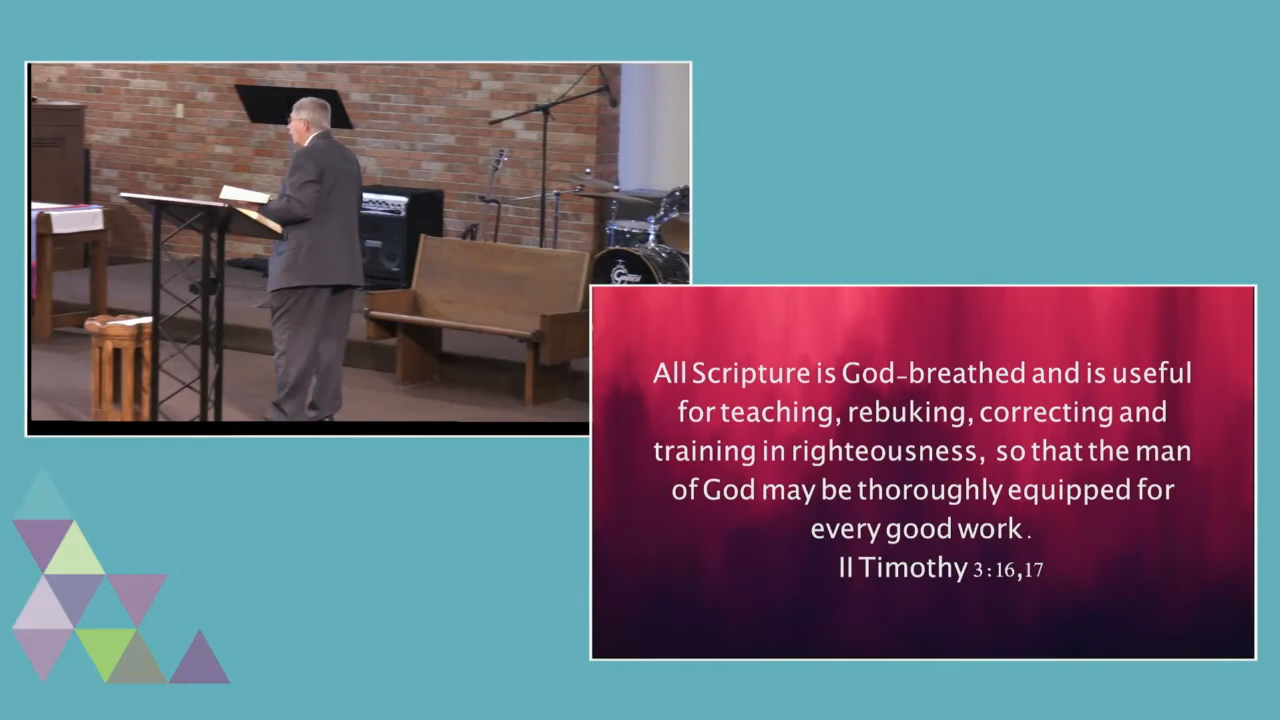 All Scripture is God-breathed and is useful
for teaching, rebuking, correcting and
training in righteousness, so that the man
of God may be thoroughly equipped for
every good work.
II Timothy 3:16,17